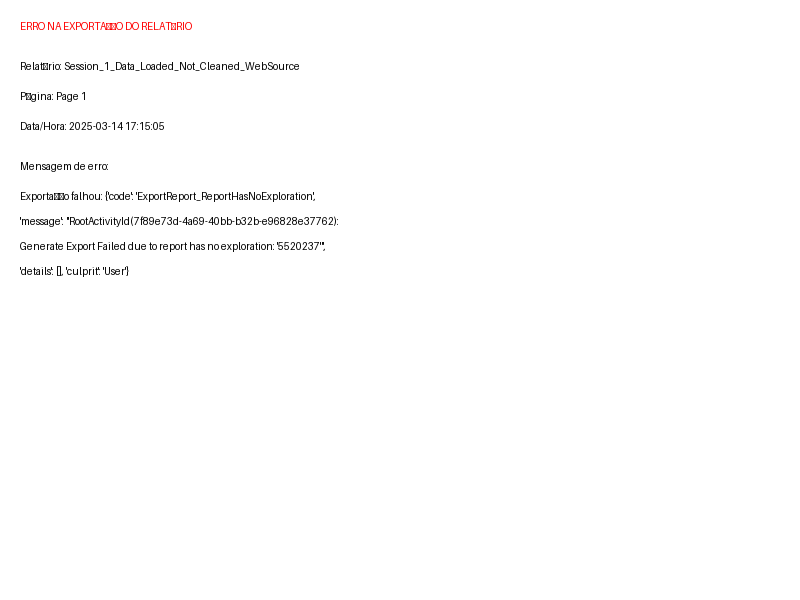 ERRO NA EXPORTA▯▯O DO RELAT▯RIO
Relat▯rio: Session_1_Data_Loaded_Not_Cleaned_WebSource
P▯gina: Page 1
Data/Hora: 2025-03-14 17:15:05
Mensagem de erro:
Exporta▯▯o falhou: {'code': 'ExportReport_ReportHasNoExploration',
'message': "RootActivityId(7f89e73d-4a69-40bb-b32b-e96828e37762):
Generate Export Failed due to report has no exploration: '5520237'",
'details': [], 'culprit': 'User'}